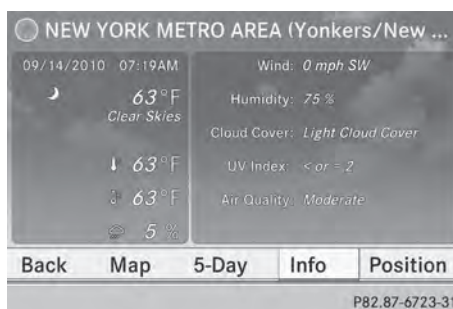 NEW YORK METRO AREA (Yonkers/New ...
09/14/2010 07:19AM
63°F
Clear Skies
63°F
63°F
5 %
Wind: 0 mph SW
Humidity: 75 %
Cloud Cover: Light Cloud Cover
UV Index: < or = 2
Air Quality: Moderate
Back Map 5-Day Info Position
P82.87-6723-31